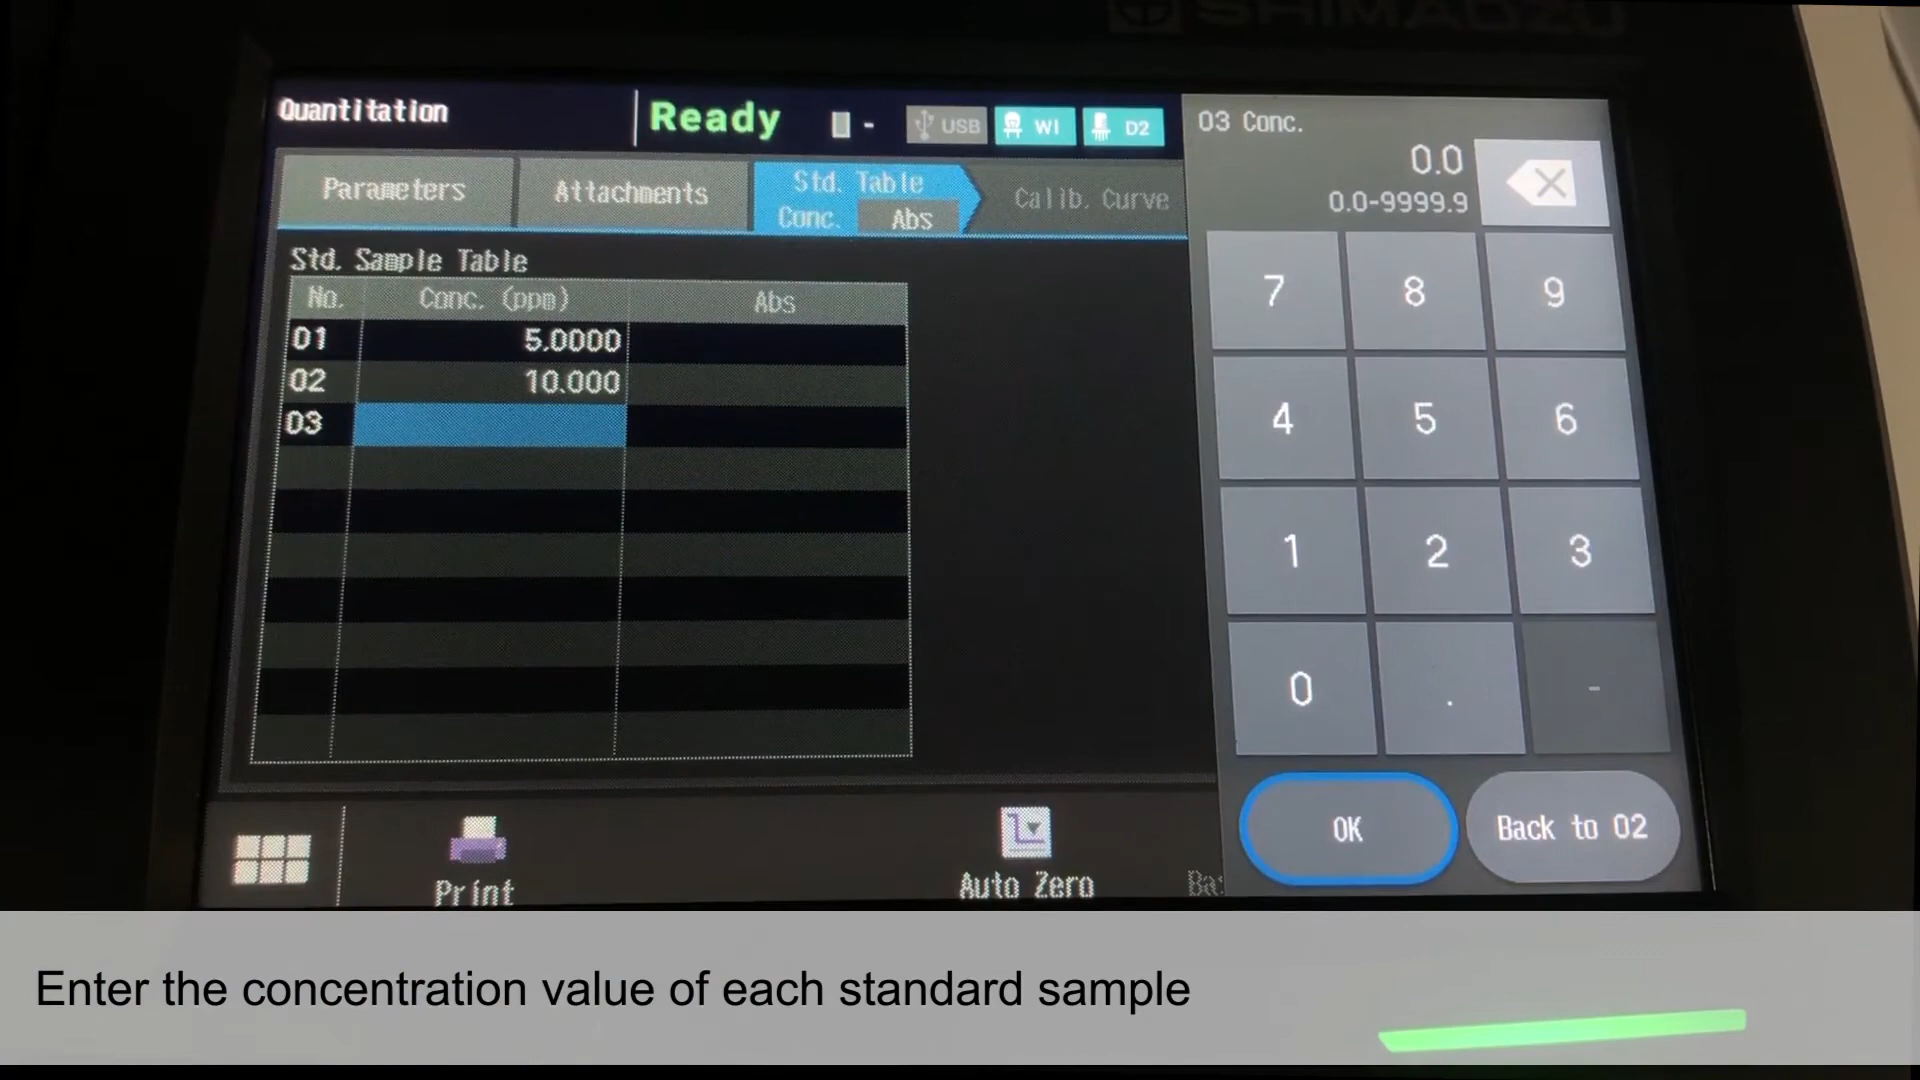 SHIMADZU
Quantitation
Ready
-
USB
WI
D2
03 Conc.
0.0
0.0-9999.9
Parameters
Attachments
Std. Table
Conc.
Abs
Calib. Curve
Std. Sample Table
No. Conc. (ppm) Abs
01 5.0000
02 10.000
03
7 8 9
4 5 6
1 2 3
0 . -
OK
Back to 02
Print
Auto Zero
Enter the concentration value of each standard sample